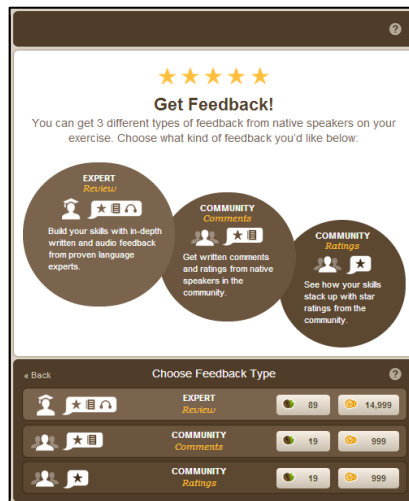 ?
Get Feedback!
You can get 3 different types of feedback from native speakers on your
exercise. Choose what kind of feedback you'd like below:
EXPERT
Review
Build your skills with in-depth
written and audio feedback
from proven language
experts.
COMMUNITY
Comments
Get written comments
and ratings from native
speakers in the
community.
COMMUNITY
Ratings
See how your skills
stack up with star
ratings from the
community.
« Back
Choose Feedback Type
?
EXPERT
Review
89
14,999
COMMUNITY
Comments
19
999
COMMUNITY
Ratings
19
999